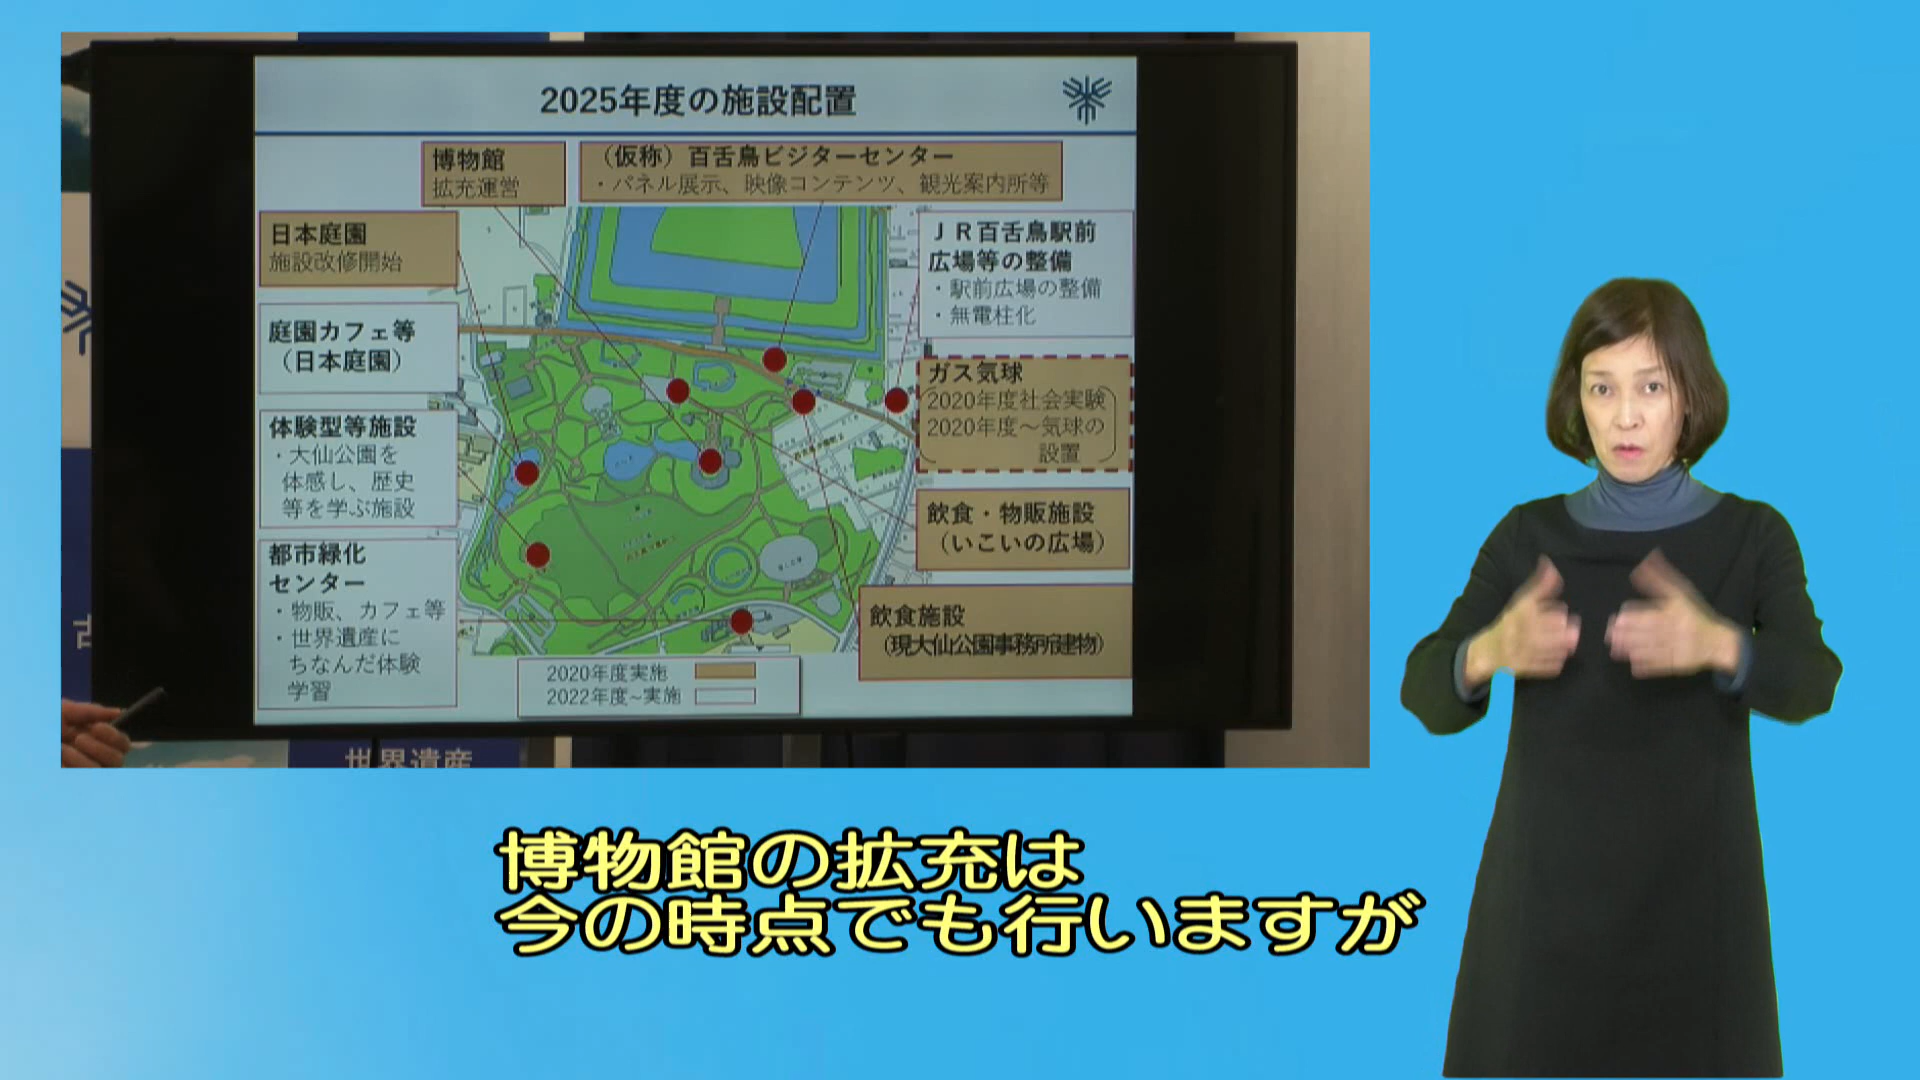 2025年度の施設配置
博物館
拡充運営
（仮称）百舌鳥ビジターセンター
・パネル展示、映像コンテンツ、観光案内所等
日本庭園
施設改修開始
庭園カフェ等
（日本庭園）
体験型等施設
・大仙公園を
体感し、歴史
等を学ぶ施設
都市緑化
センター
・物販、カフェ等
・世界遺産に
ちなんだ体験
学習
ＪＲ百舌鳥駅前
広場等の整備
・駅前広場の整備
・無電柱化
ガス気球
2020年度社会実験
2020年度～気球の
設置
飲食・物販施設
（いこいの広場）
飲食施設
（現大仙公園事務所建物）
2020年度実施
2022年度~実施
世界遺産
博物館の拡充は
今の時点でも行いますが